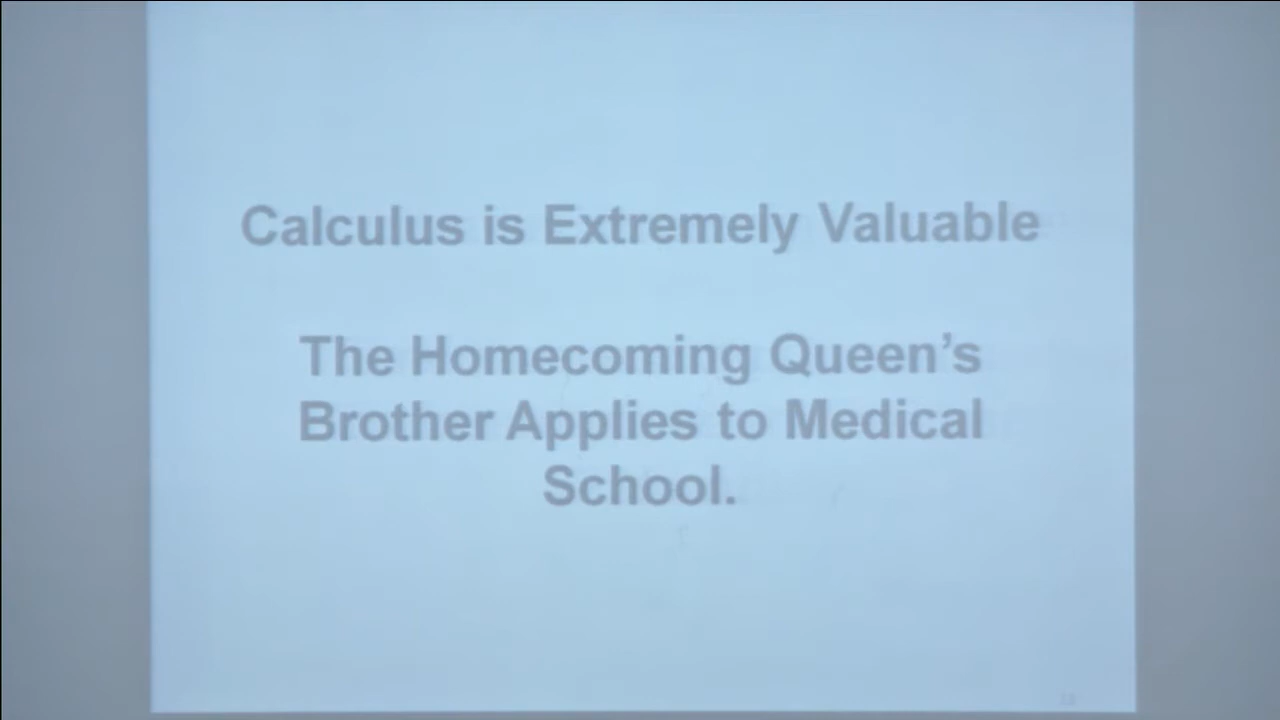 Calculus is Extremely Valuable
The Homecoming Queen’s
Brother Applies to Medical
School.